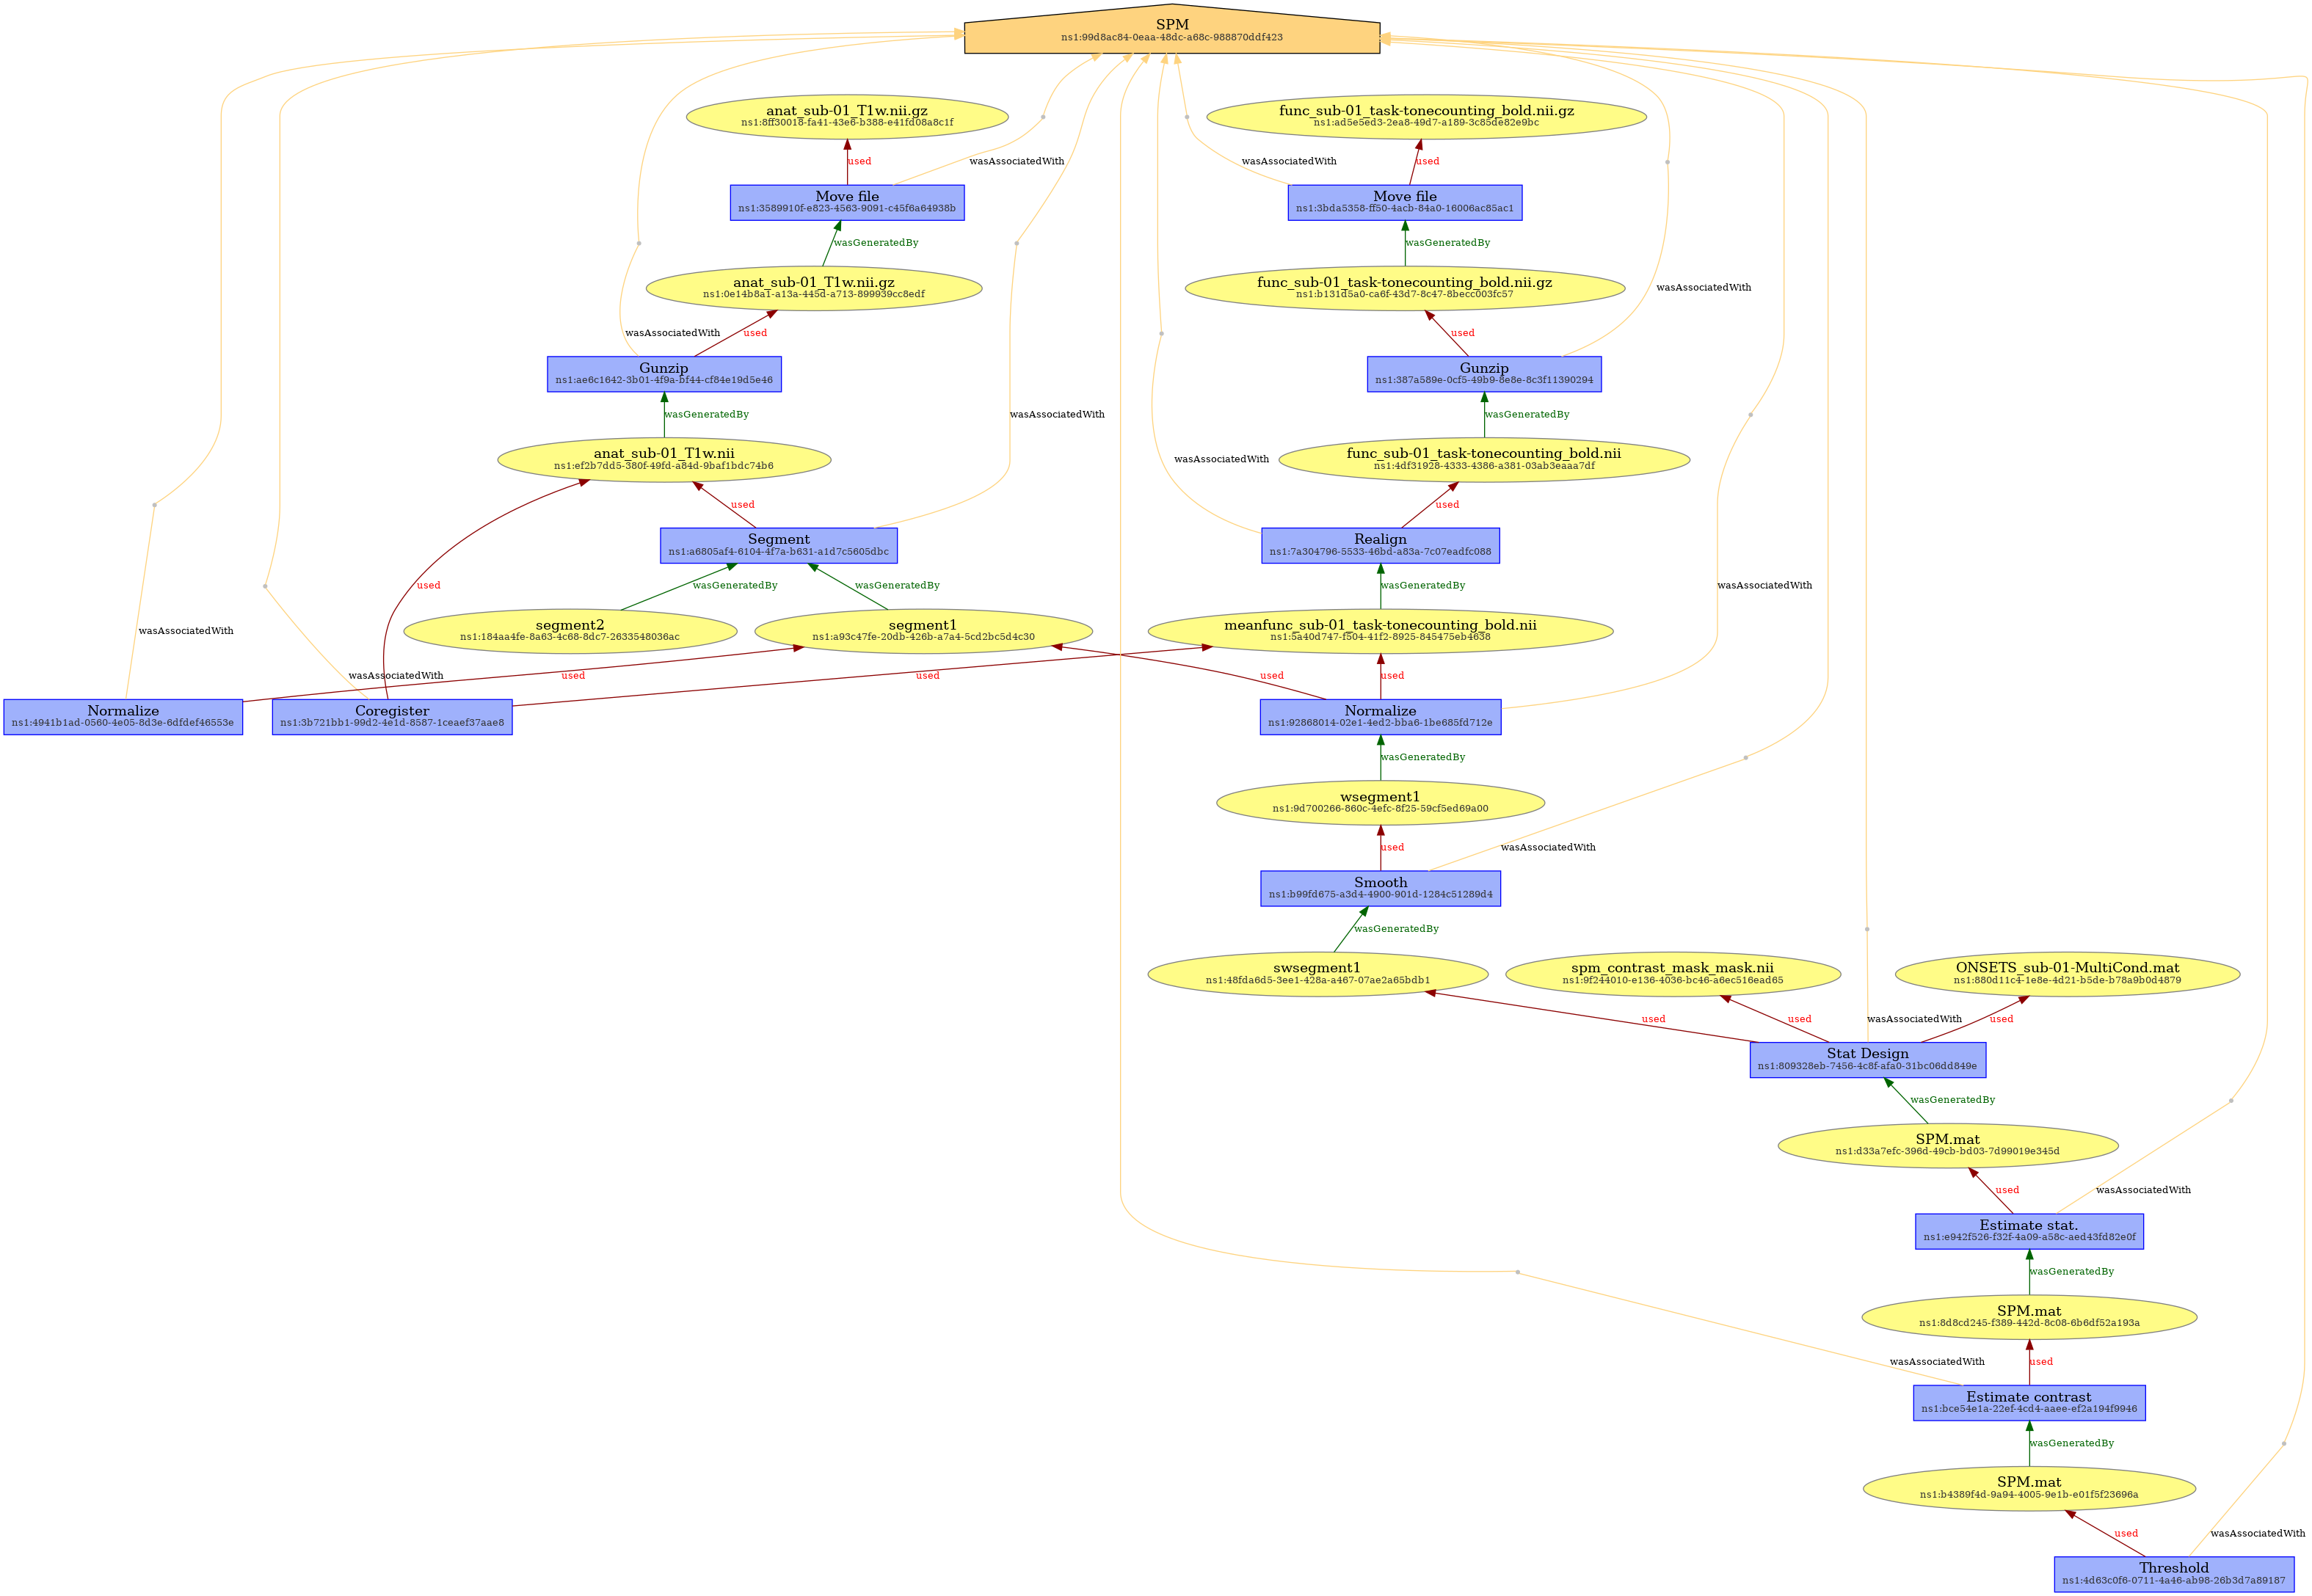 SPM
ns1:99d8ac84-0eaa-48dc-a68c-988870ddf423
anat_sub-01_T1w.nii.gz
ns1:8ff30018-fa41-43e6-b388-e41fd08a8c1f
func_sub-01_task-tonecounting_bold.nii.gz
ns1:ad5e5ed3-2ea8-49d7-a189-3c85de82e9bc
used
wasAssociatedWith
wasAssociatedWith
used
Move file
ns1:3589910f-e823-4563-9091-c45f6a64938b
Move file
ns1:3bda5358-ff50-4acb-84a0-16006ac85ac1
wasGeneratedBy
wasGeneratedBy
anat_sub-01_T1w.nii.gz
ns1:0e14b8a1-a13a-445d-a713-899939cc8edf
func_sub-01_task-tonecounting_bold.nii.gz
ns1:b131d5a0-ca6f-43d7-8c47-8becc003fc57
wasAssociatedWith
wasAssociatedWith
used
used
Gunzip
ns1:ae6c1642-3b01-4f9a-bf44-cf84e19d5e46
Gunzip
ns1:387a589e-0cf5-49b9-8e8e-8c3f11390294
wasGeneratedBy
wasAssociatedWith
wasGeneratedBy
anat_sub-01_T1w.nii
ns1:ef2b7dd5-380f-49fd-a84d-9baf1bdc74b6
wasAssociatedWith
func_sub-01_task-tonecounting_bold.nii
ns1:4df31928-4333-4386-a381-03ab3eaaa7df
used
used
Segment
ns1:a6805af4-6104-4f7a-b631-a1d7c5605dbc
Realign
ns1:7a304796-5533-46bd-a83a-7c07eadfc088
used
wasGeneratedBy
wasGeneratedBy
wasGeneratedBy
wasAssociatedWith
wasAssociatedWith
segment2
ns1:184aa4fe-8a63-4c68-8dc7-2633548036ac
segment1
ns1:a93c47fe-20db-426b-a7a4-5cd2bc5d4c30
meanfunc_sub-01_task-tonecounting_bold.nii
ns1:5a40d747-f504-41f2-8925-845475eb4638
wasAssociatedWith
used
used
used
used
Normalize
ns1:4941b1ad-0560-4e05-8d3e-6dfdef46553e
Coregister
ns1:3b721bb1-99d2-4e1d-8587-1ceaef37aae8
Normalize
ns1:92868014-02e1-4ed2-bba6-1be685fd712e
wasGeneratedBy
wsegment1
ns1:9d700266-860c-4efc-8f25-59cf5ed69a00
used
wasAssociatedWith
Smooth
ns1:b99fd675-a3d4-4900-901d-1284c51289d4
wasGeneratedBy
swsegment1
ns1:48fda6d5-3ee1-428a-a467-07ae2a65bdb1
spm_contrast_mask_mask.nii
ns1:9f244010-e136-4036-bc46-a6ec516ead65
ONSETS_sub-01-MultiCond.mat
ns1:880d11c4-1e8e-4d21-b5de-b78a9b0d4879
used
used
wasAssociatedWith
used
Stat Design
ns1:809328eb-7456-4c8f-afa0-31bc06dd849e
wasGeneratedBy
SPM.mat
ns1:d33a7efc-396d-49cb-bd03-7d99019e345d
used
wasAssociatedWith
Estimate stat.
ns1:e942f526-f32f-4a09-a58c-aed43fd82e0f
wasGeneratedBy
SPM.mat
ns1:8d8cd245-f389-442d-8c08-6b6df52a193a
wasAssociatedWith
used
Estimate contrast
ns1:bce54e1a-22ef-4cd4-aaee-ef2a194f9946
wasGeneratedBy
SPM.mat
ns1:b4389f4d-9a94-4005-9e1b-e01f5f23696a
used
wasAssociatedWith
Threshold
ns1:4d63c0f6-0711-4a46-ab98-26b3d7a89187